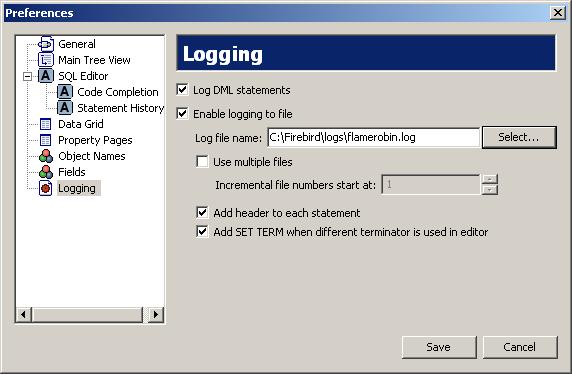 Preferences
General
Main Tree View
SQL Editor
Code Completion
Statement History
Data Grid
Property Pages
Object Names
Fields
Logging
Logging
Log DML statements
Enable logging to file
Log file name: C:\Firebird\logs\flamerobin.log Select...
Use multiple files
Incremental file numbers start at: 1
Add header to each statement
Add SET TERM when different terminator is used in editor
Save Cancel